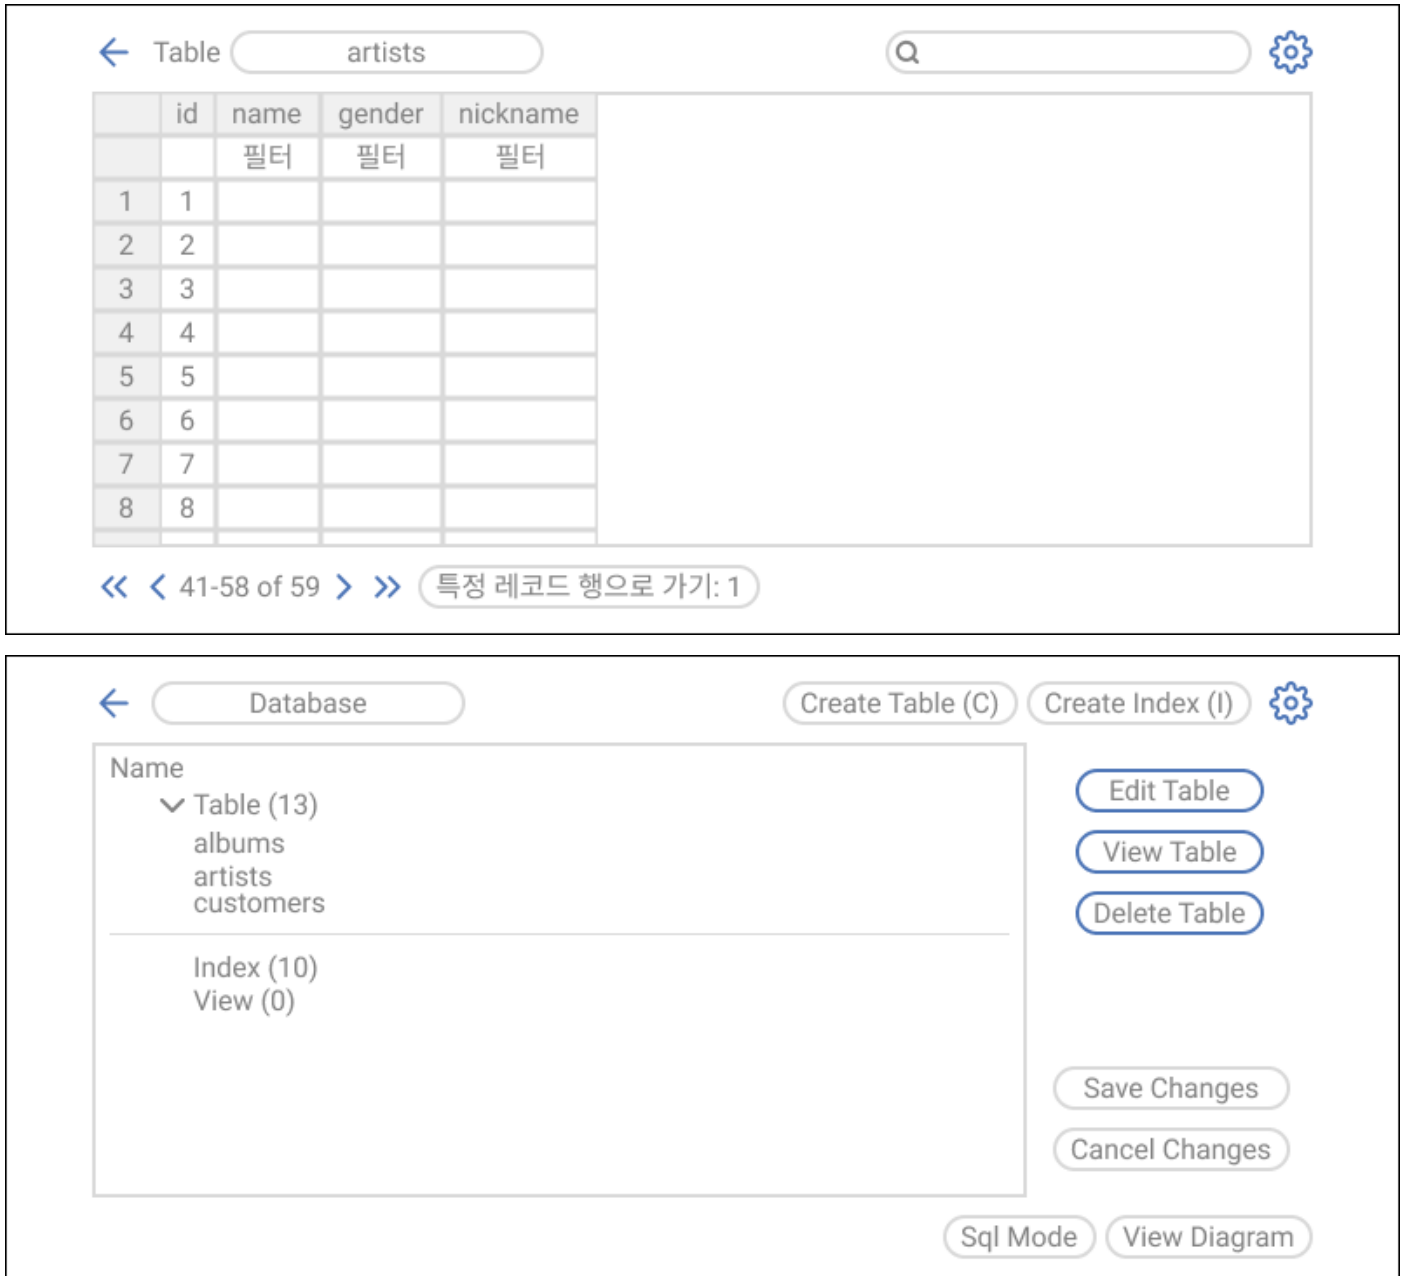 Table artists
id name gender nickname
필터 필터 필터
1 1
2 2
3 3
4 4
5 5
6 6
7 7
8 8
41-58 of 59 특정 레코드 행으로 가기: 1
Database Create Table (C) Create Index (I)
Name
Table (13)
albums
artists
customers
Index (10)
View (0)
Edit Table
View Table
Delete Table
Save Changes
Cancel Changes
Sql Mode View Diagram